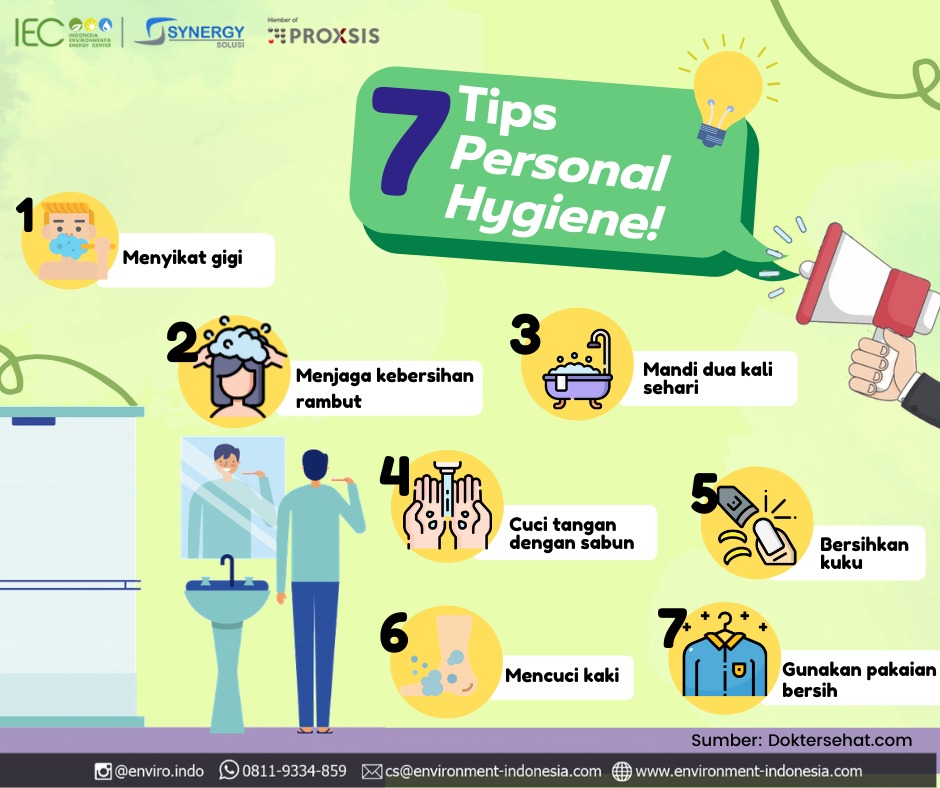 IEC
INDONESIA
ENVIRONMENT &
ENERGY CENTER
SYNERGY
SOLUSI
Member of
PROXSIS
7
Tips
Personal
Hygiene!
1
Menyikat gigi
2
Menjaga kebersihan
rambut
3
Mandi dua kali
sehari
4
Cuci tangan
dengan sabun
5
Bersihkan
kuku
6
Mencuci kaki
7
Gunakan pakaian
bersih
Sumber: Doktersehat.com
@enviro.indo 0811-9334-859 cs@environment-indonesia.com www.environment-indonesia.com